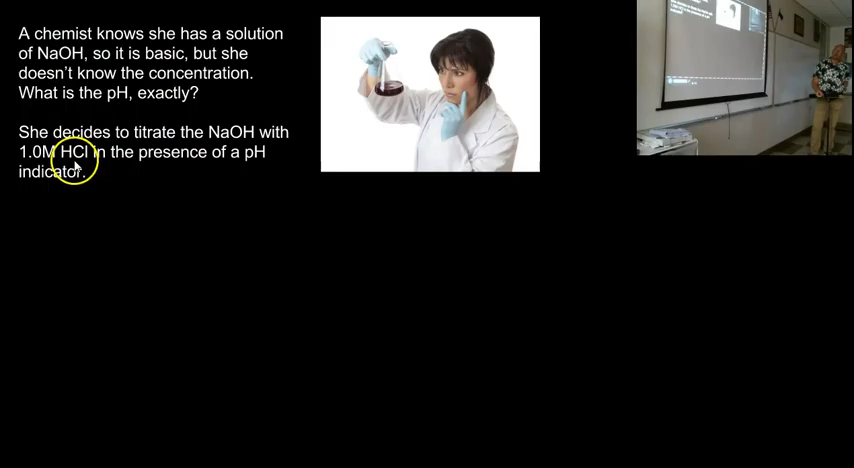 A chemist knows she has a solution
of NaOH, so it is basic, but she
doesn't know the concentration.
What is the pH, exactly?
She decides to titrate the NaOH with
1.0M HCl in the presence of a pH
indicator.